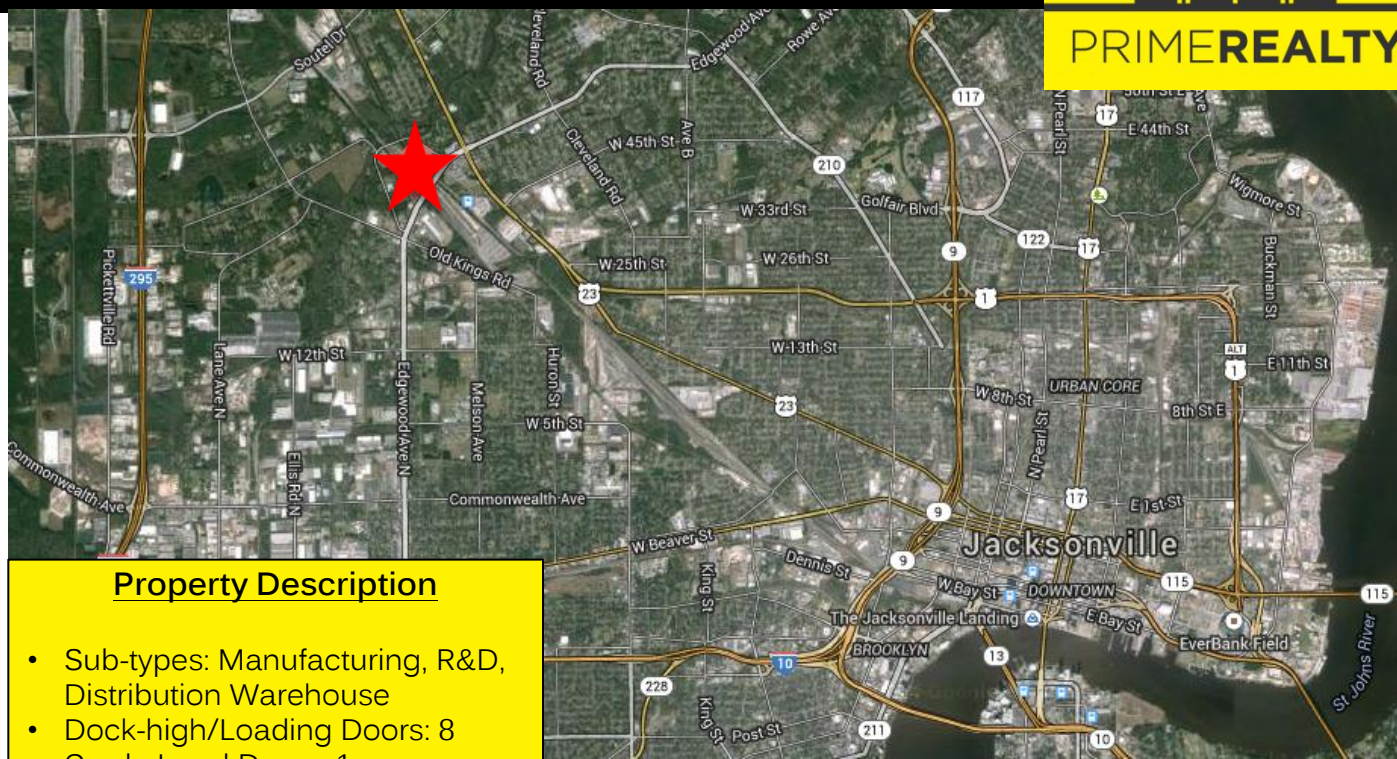 PRIMEREALTY
Soutel Dr
Cleveland Rd
Edgewood Ave
Rowe Ave
117
N Pearl St
50th St E
Ave
17
E 44th St
W 45th St
Ave B
Cleveland Rd
210
Wigmore St
W 33rd St
Golfair Blvd
122
17
9
Buckman St
Pickettville Rd
295
Old Kings Rd
W 25th St
W 26th St
23
1
Lane Ave N
W 12th St
Edgewood Ave N
Melson Ave
Huron St
W 13th St
ALT
1
E 11th St
W 8th St
URBAN CORE
8th St E
23
N Pearl St
W 5th St
Commonwealth Ave
Ellis Rd N
Commonwealth Ave
17
E 1st St
9
W Beaver St
Jacksonville
Dennis St
9
W Bay St
DOWNTOWN
115
115
King St
The Jacksonville Landing
E Bay St
EverBank Field
BROOKLYN
13
10
St Johns River
228
King St
Post St
211
10
Property Description
• Sub-types: Manufacturing, R&D,
Distribution Warehouse
• Dock-high/Loading Doors: 8